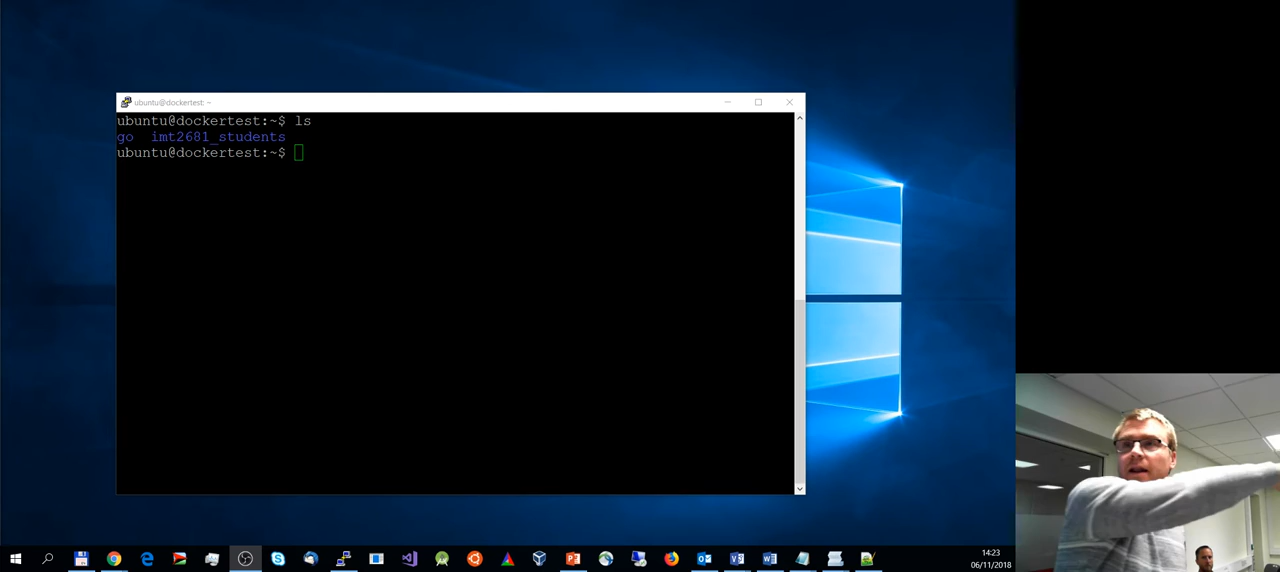 ubuntu@dockertest: ~
ubuntu@dockertest:~$ ls
go  imt2681_students
ubuntu@dockertest:~$
14:23
06/11/2018